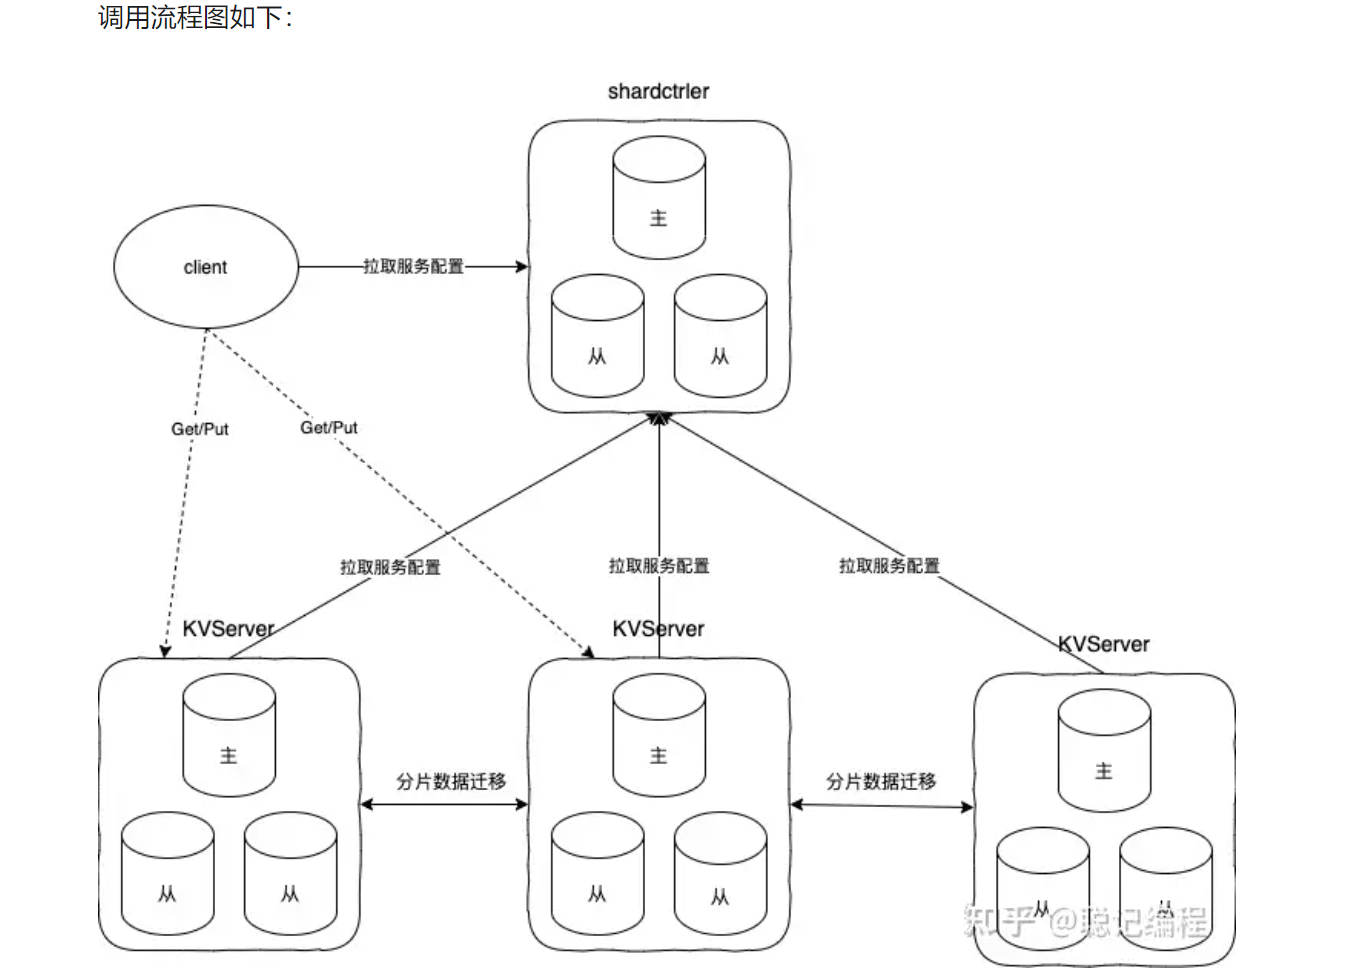 调用流程图如下：
shardctrler
主
client
拉取服务配置
从
从
Get/Put
Get/Put
拉取服务配置
拉取服务配置
拉取服务配置
KVServer
KVServer
KVServer
主
主
主
分片数据迁移
分片数据迁移
从
从
从
从
从
从
知乎 @聪记编程